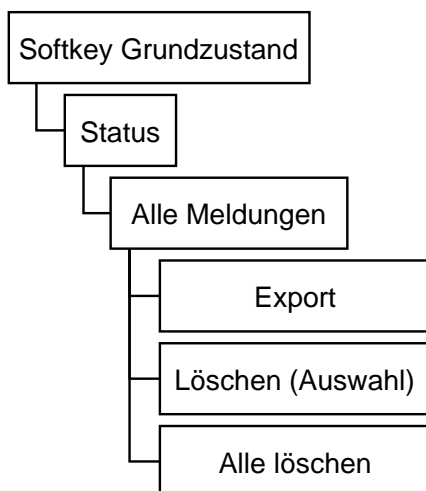 Softkey Grundzustand
Status
Alle Meldungen
Export
Löschen (Auswahl)
Alle löschen